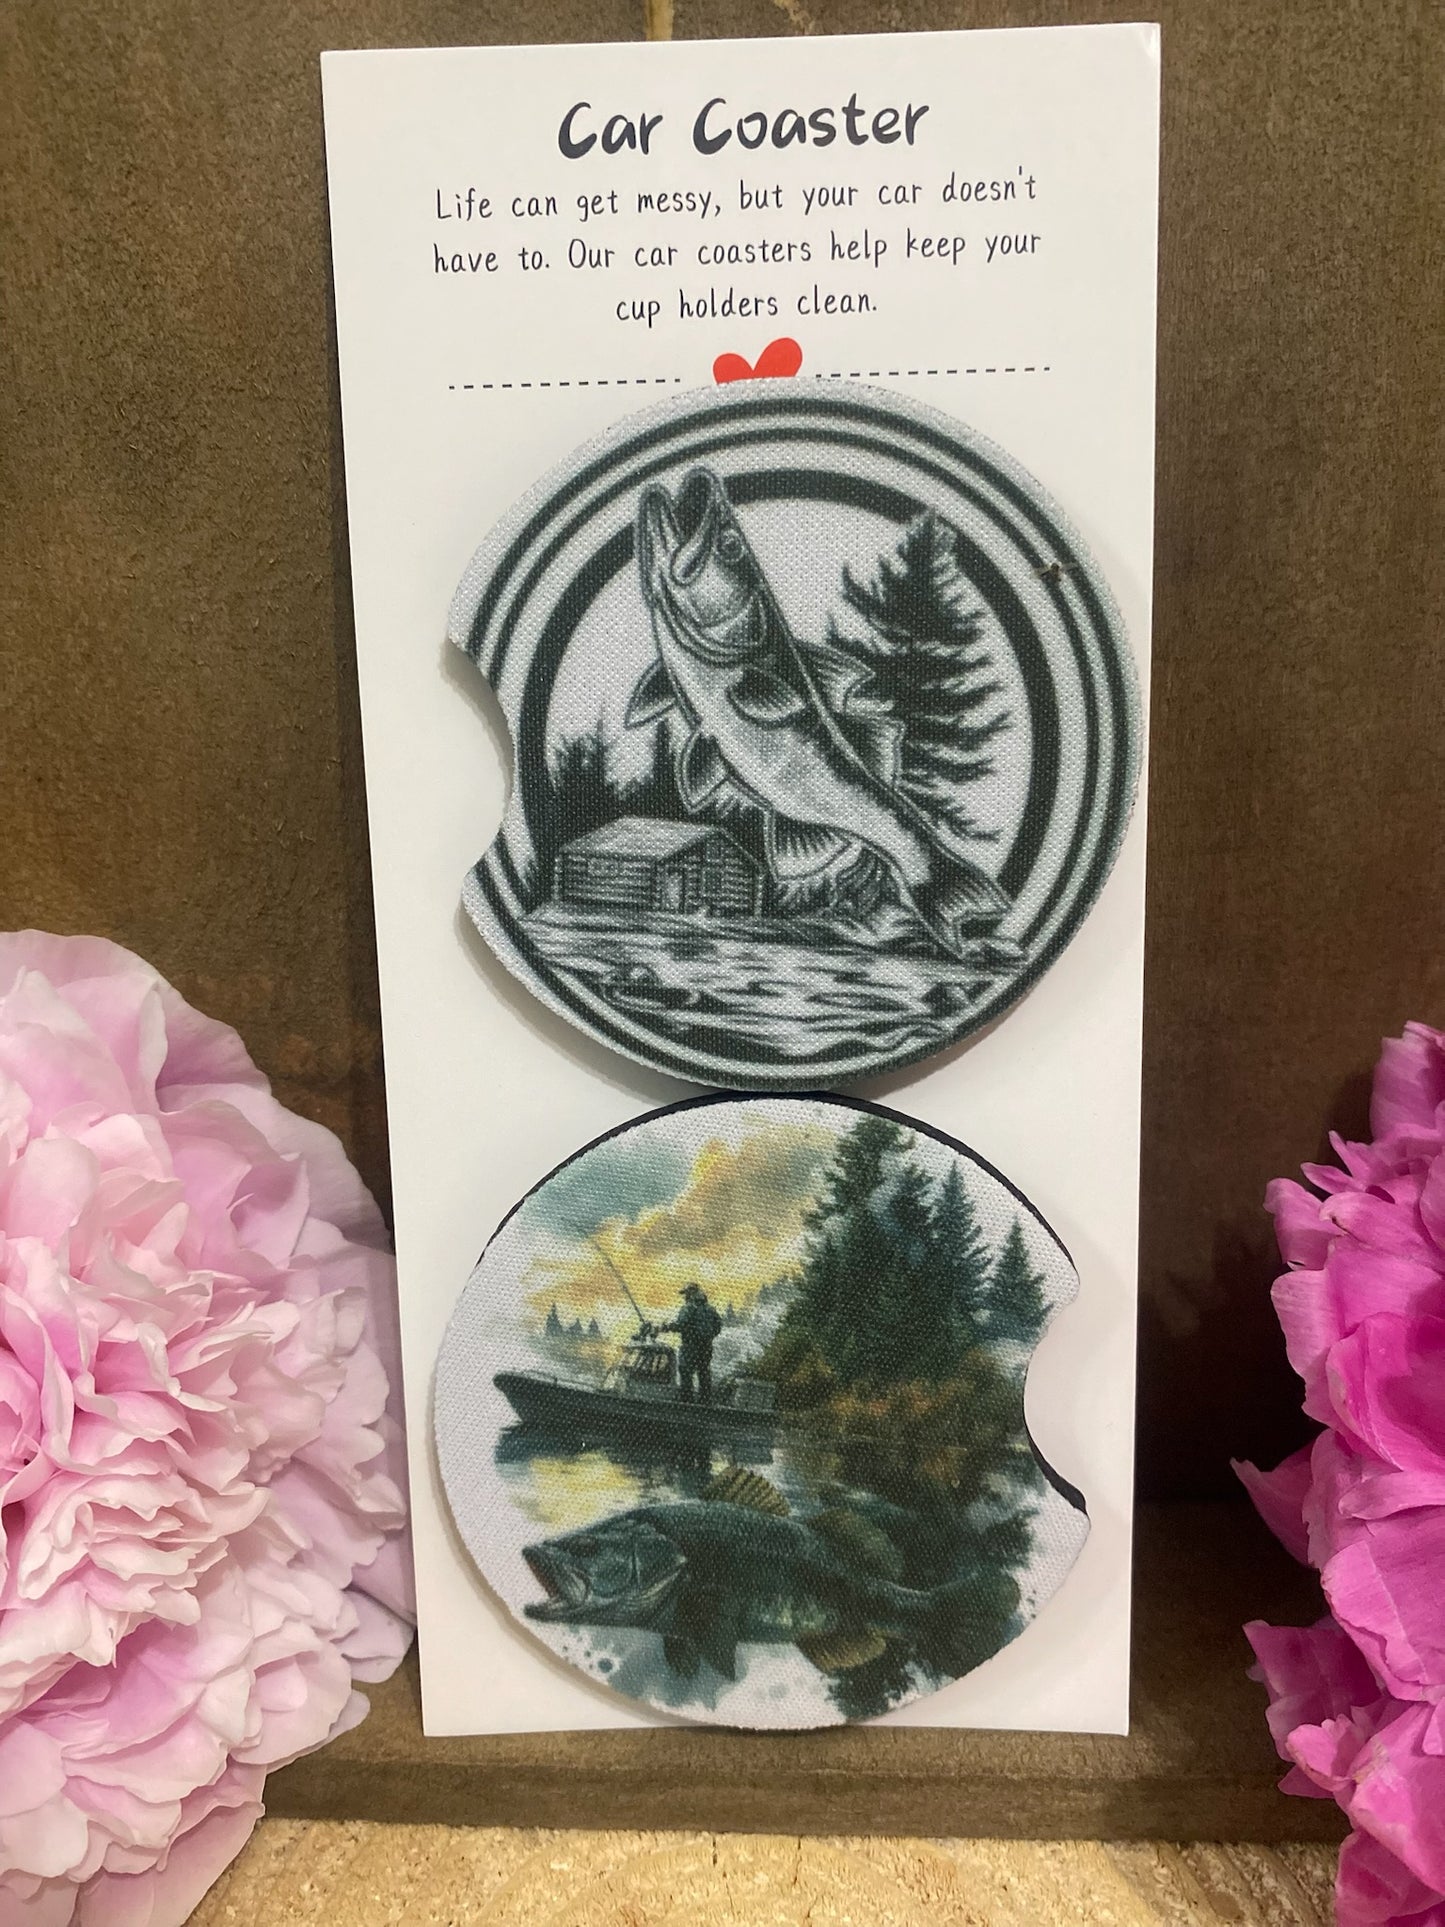 Car Coaster
Life can get messy, but your car doesn't
have to. Our car coasters help keep your
cup holders clean.